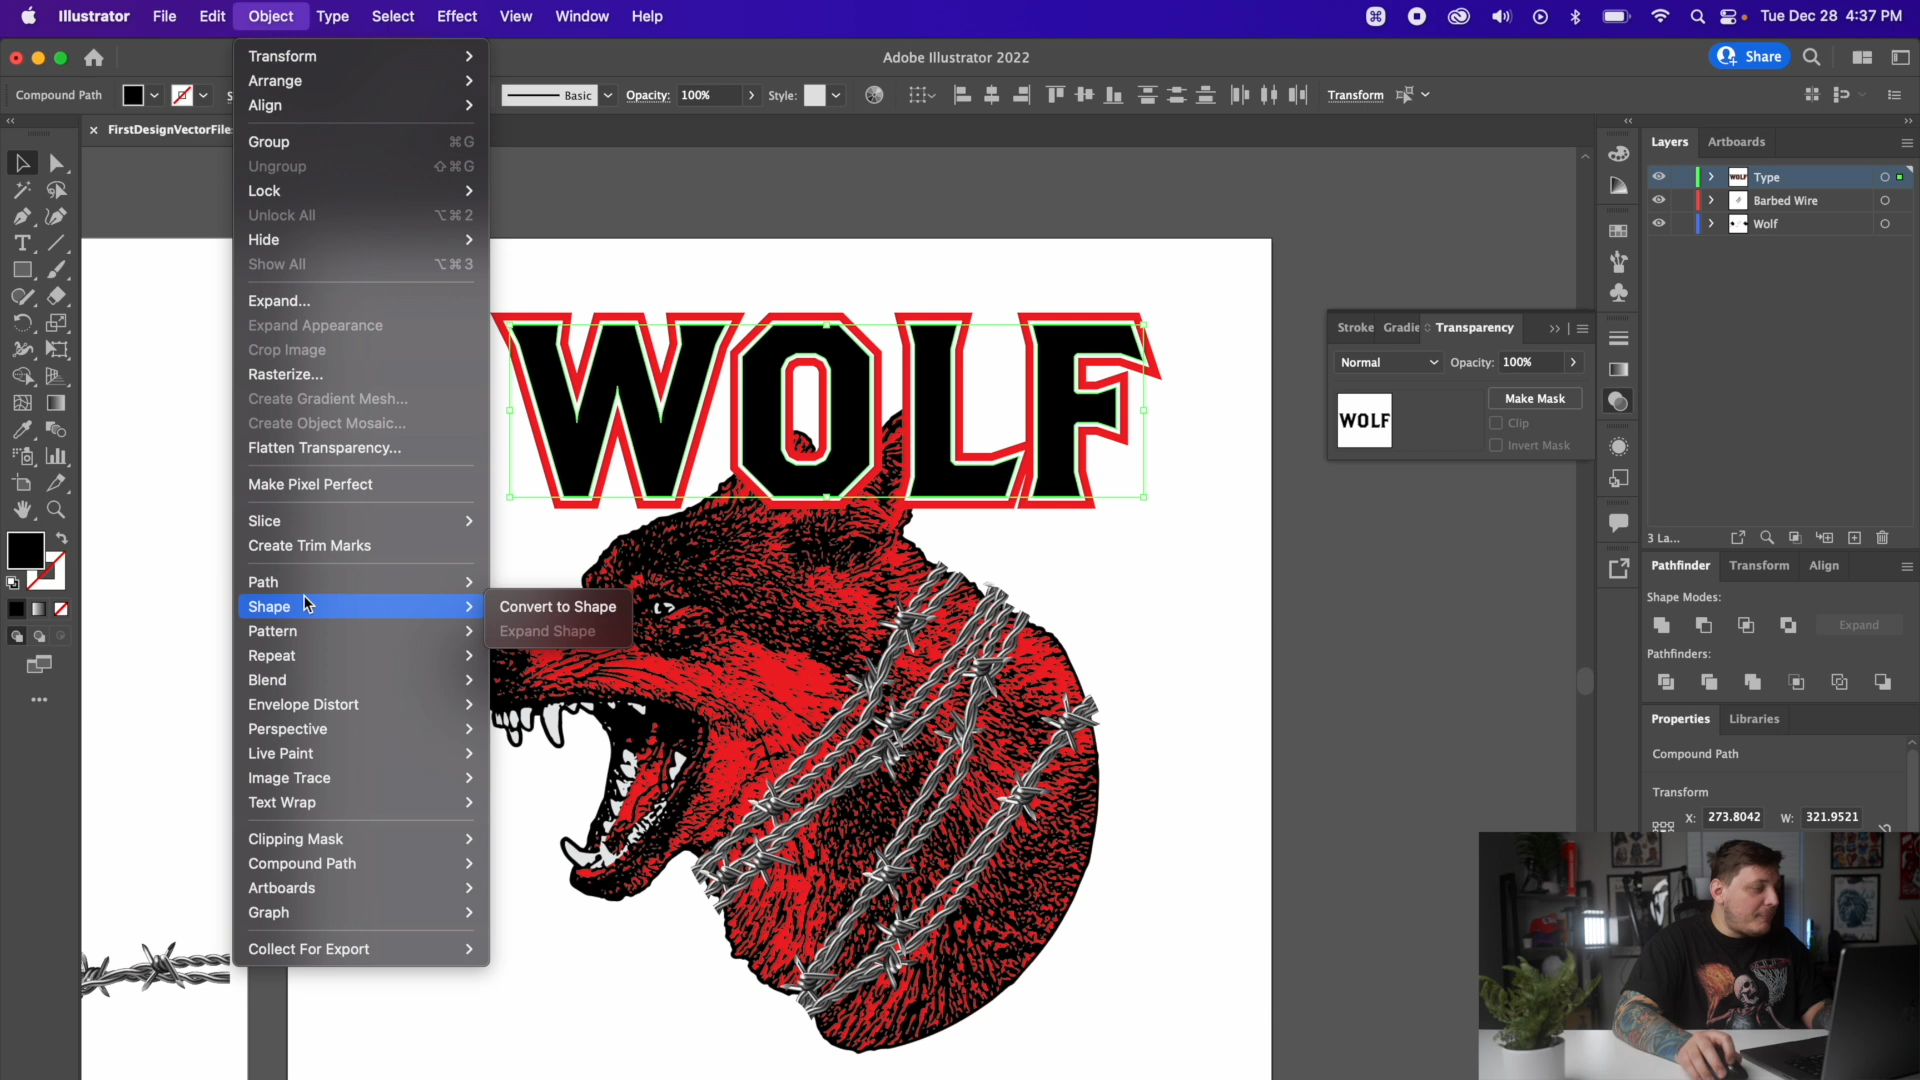 Illustrator File Edit Object Type Select Effect View Window Help
Tue Dec 28 4:37 PM
Adobe Illustrator 2022
Share
Compound Path
Basic
Opacity: 100%
Style:
Transform
FirstDesignVectorFile
Transform
Arrange
Align
Group ⌘G
Ungroup ⇧⌘G
Lock
Unlock All ⌥⌘2
Hide
Show All ⌥⌘3
Expand...
Expand Appearance
Crop Image
Rasterize...
Create Gradient Mesh...
Create Object Mosaic...
Flatten Transparency...
Make Pixel Perfect
Slice
Create Trim Marks
Path
Shape
Convert to Shape
Expand Shape
Pattern
Repeat
Blend
Envelope Distort
Perspective
Live Paint
Image Trace
Text Wrap
Clipping Mask
Compound Path
Artboards
Graph
Collect For Export
WOLF
Stroke Gradie Transparency
Normal Opacity: 100%
WOLF
Make Mask
Clip
Invert Mask
Layers Artboards
WOLF Type
Barbed Wire
Wolf
3 La...
Pathfinder Transform Align
Shape Modes:
Expand
Pathfinders:
Properties Libraries
Compound Path
Transform
X: 273.8042 W: 321.9521